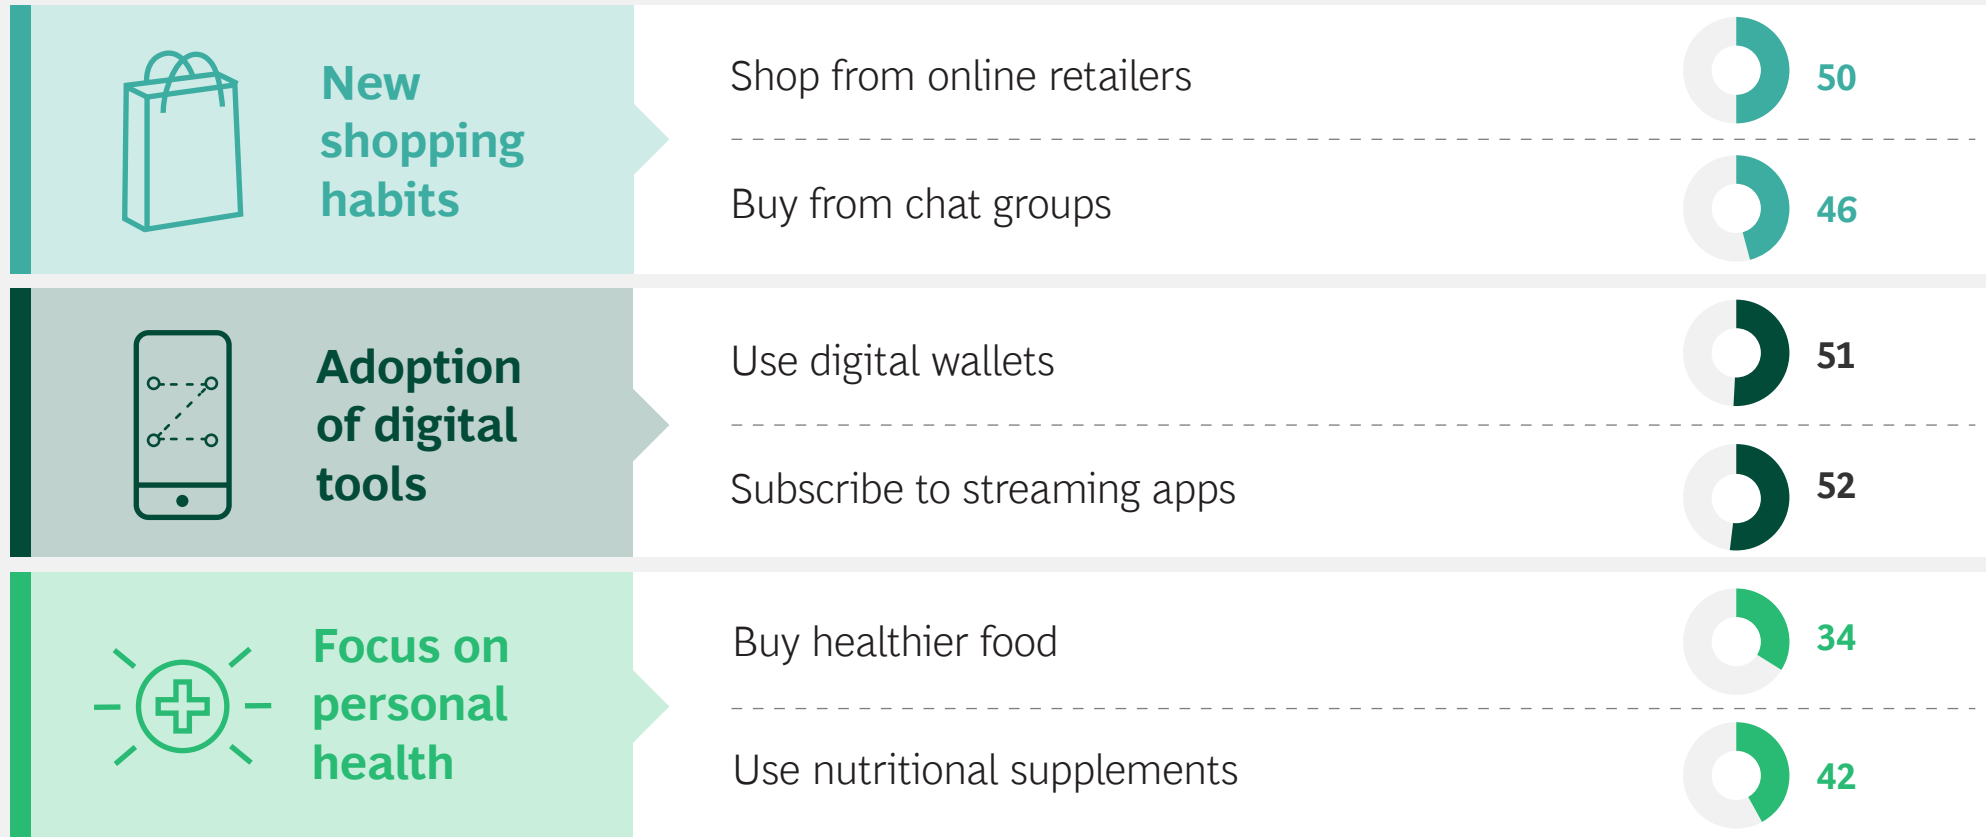 New
shopping
habits
Shop from online retailers
50
Buy from chat groups
46
Adoption
of digital
tools
Use digital wallets
51
Subscribe to streaming apps
52
Focus on
personal
health
Buy healthier food
34
Use nutritional supplements
42